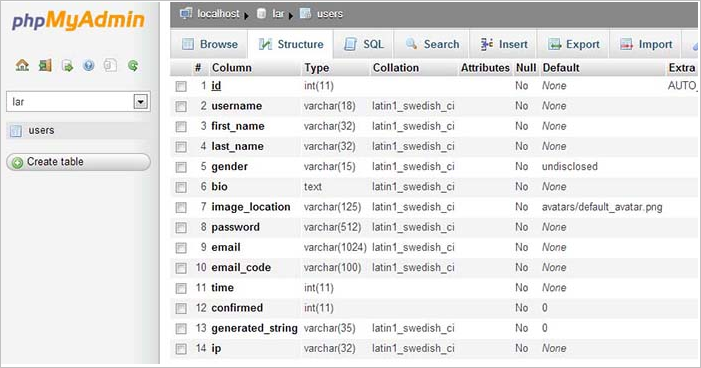 phpMyAdmin
lar
users
Create table
localhost ▸ lar ▸ users
Browse Structure SQL Search Insert Export Import
# Column Type Collation Attributes Null Default Extra
1 id int(11) No None AUTO_
2 username varchar(18) latin1_swedish_ci No None
3 first_name varchar(32) latin1_swedish_ci No None
4 last_name varchar(32) latin1_swedish_ci No None
5 gender varchar(15) latin1_swedish_ci No undisclosed
6 bio text latin1_swedish_ci No None
7 image_location varchar(125) latin1_swedish_ci No avatars/default_avatar.png
8 password varchar(512) latin1_swedish_ci No None
9 email varchar(1024) latin1_swedish_ci No None
10 email_code varchar(100) latin1_swedish_ci No None
11 time int(11) No None
12 confirmed int(11) No 0
13 generated_string varchar(35) latin1_swedish_ci No 0
14 ip varchar(32) latin1_swedish_ci No None